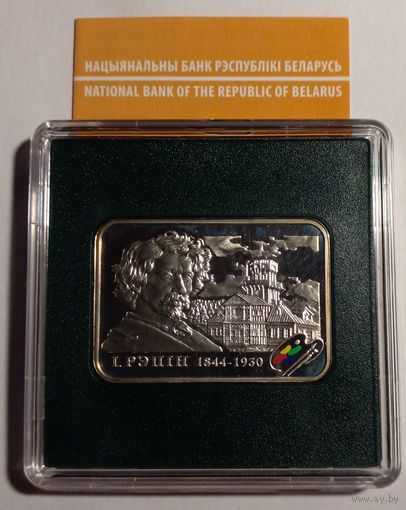 НАЦЫЯНАЛЬНЫ БАНК РЭСПУБЛІКІ БЕЛАРУСЬ
NATIONAL BANK OF THE REPUBLIC OF BELARUS
І. РЭПІН 1844-1930
www.ay.by